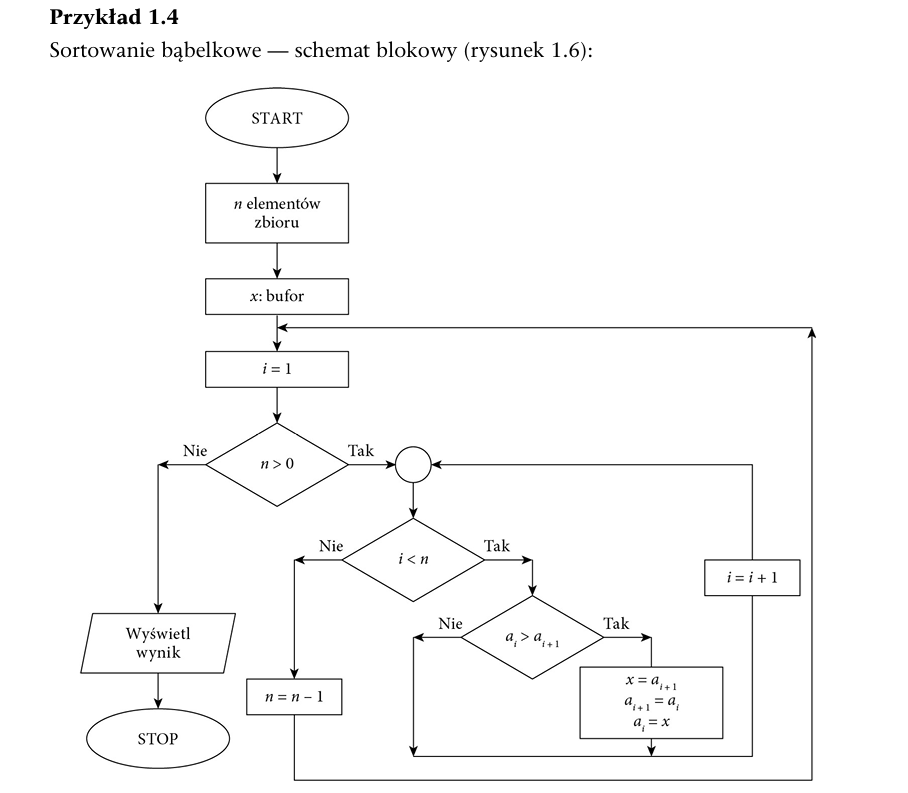 Przykład 1.4
Sortowanie bąbelkowe — schemat blokowy (rysunek 1.6):
START
n elementów
zbioru
x: bufor
i = 1
Nie
n > 0
Tak
Nie
i < n
Tak
i = i + 1
Nie
a_i > a_{i+1}
Tak
Wyświetl
wynik
x = a_{i+1}
a_{i+1} = a_i
a_i = x
n = n – 1
STOP